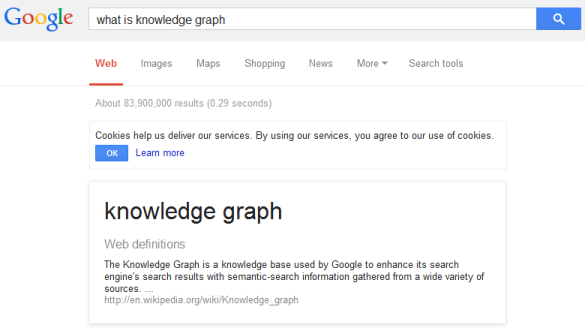 Google what is knowledge graph
Web Images Maps Shopping News More Search tools
About 83,900,000 results (0.29 seconds)
Cookies help us deliver our services. By using our services, you agree to our use of cookies.
OK Learn more
knowledge graph
Web definitions
The Knowledge Graph is a knowledge base used by Google to enhance its search
engine's search results with semantic-search information gathered from a wide variety of
sources. ...
http://en.wikipedia.org/wiki/Knowledge_graph